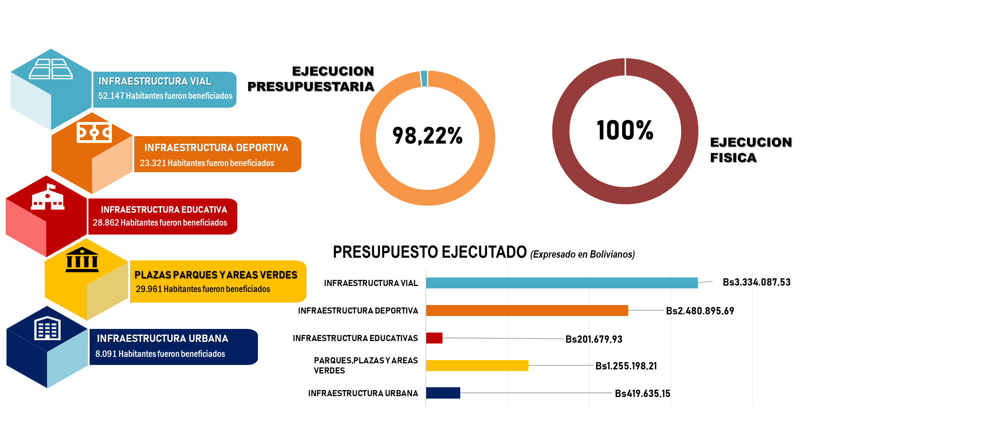 INFRAESTRUCTURA VIAL
52.147 Habitantes fueron beneficiados
INFRAESTRUCTURA DEPORTIVA
23.321 Habitantes fueron beneficiados
INFRAESTRUCTURA EDUCATIVA
28.862 Habitantes fueron beneficiados
PLAZAS PARQUES Y AREAS VERDES
29.961 Habitantes fueron beneficiados
INFRAESTRUCTURA URBANA
8.091 Habitantes fueron beneficiados
EJECUCION
PRESUPUESTARIA
98,22%
100%
EJECUCION
FISICA
PRESUPUESTO EJECUTADO (Expresado en Bolivianos)
INFRAESTRUCTURA VIAL
Bs3.334.087,53
INFRAESTRUCTURA DEPORTIVA
Bs2.480.895,69
INFRAESTRUCTURA EDUCATIVAS
Bs201.679,93
PARQUES,PLAZAS Y AREAS
VERDES
Bs1.255.198,21
INFRAESTRUCTURA URBANA
Bs419.635,15